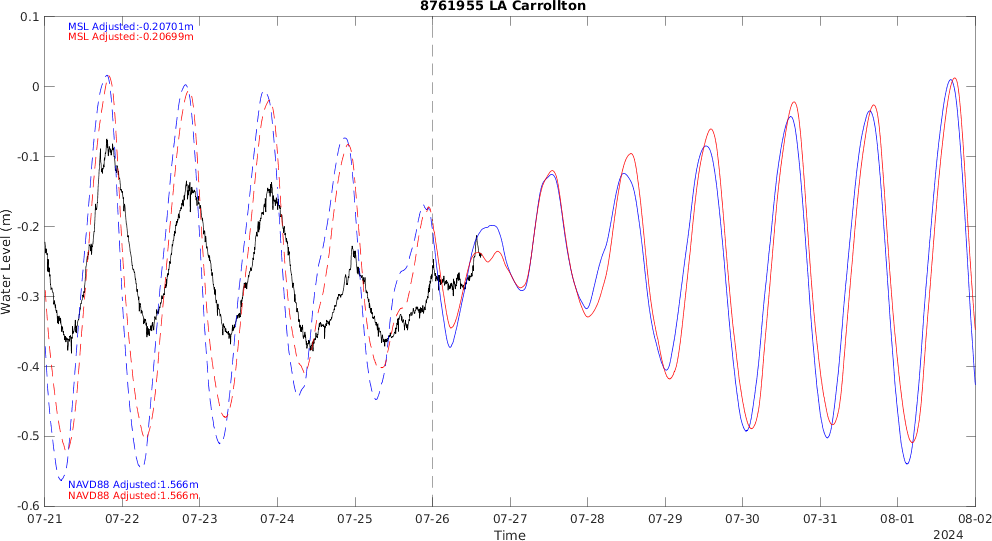 8761955 LA Carrollton
MSL Adjusted:-0.20701m
MSL Adjusted:-0.20699m
0.1
0
-0.1
-0.2
-0.3
-0.4
-0.5
-0.6
Water Level (m)
NAVD88 Adjusted:1.566m
NAVD88 Adjusted:1.566m
07-21 07-22 07-23 07-24 07-25 07-26 07-27 07-28 07-29 07-30 07-31 08-01 08-02
Time
2024